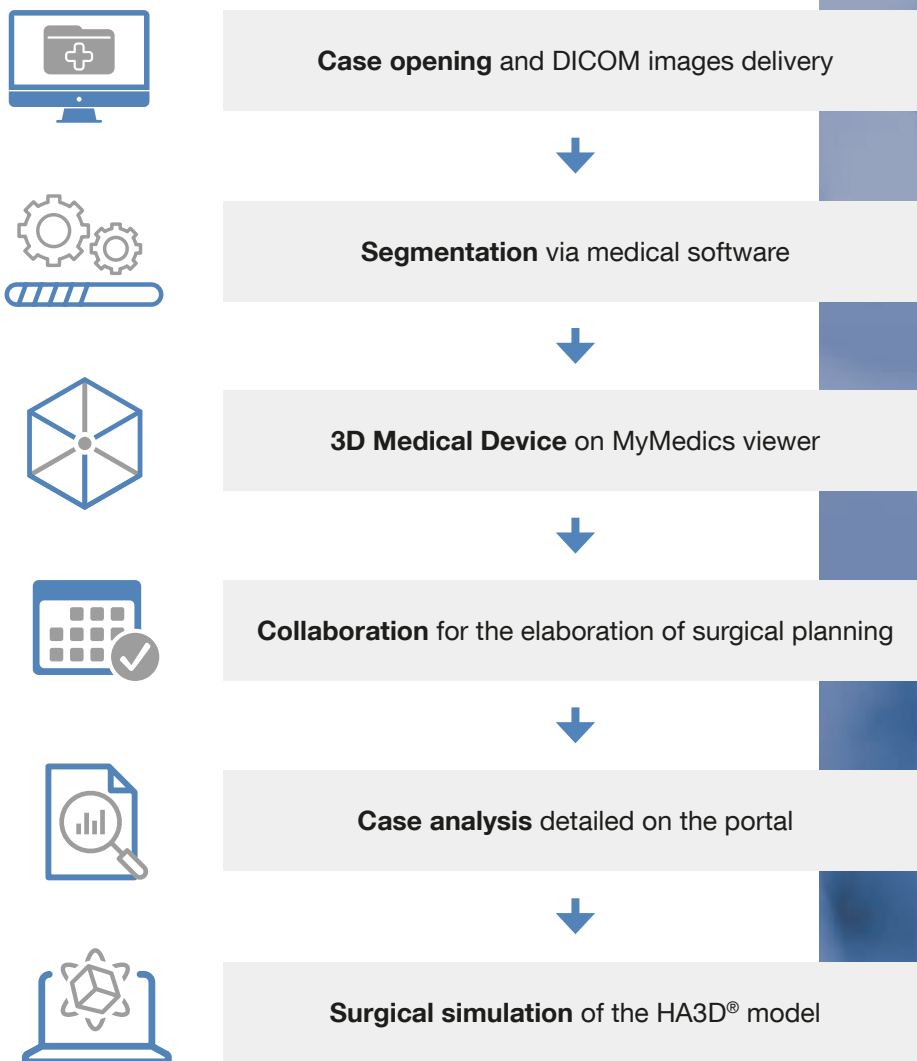 Case opening and DICOM images delivery
Segmentation via medical software
3D Medical Device on MyMedics viewer
Collaboration for the elaboration of surgical planning
Case analysis detailed on the portal
Surgical simulation of the HA3D® model